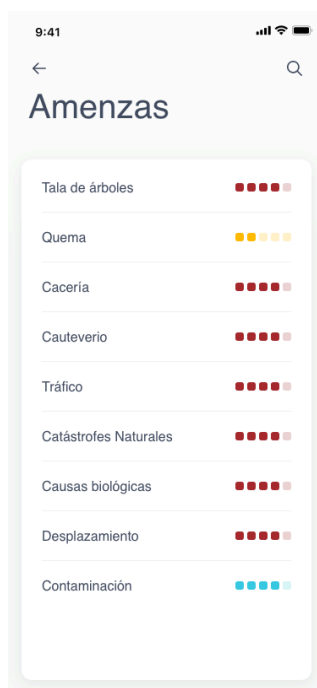 9:41
Amenzas
Tala de árboles
Quema
Cacería
Cauteverio
Tráfico
Catástrofes Naturales
Causas biológicas
Desplazamiento
Contaminación